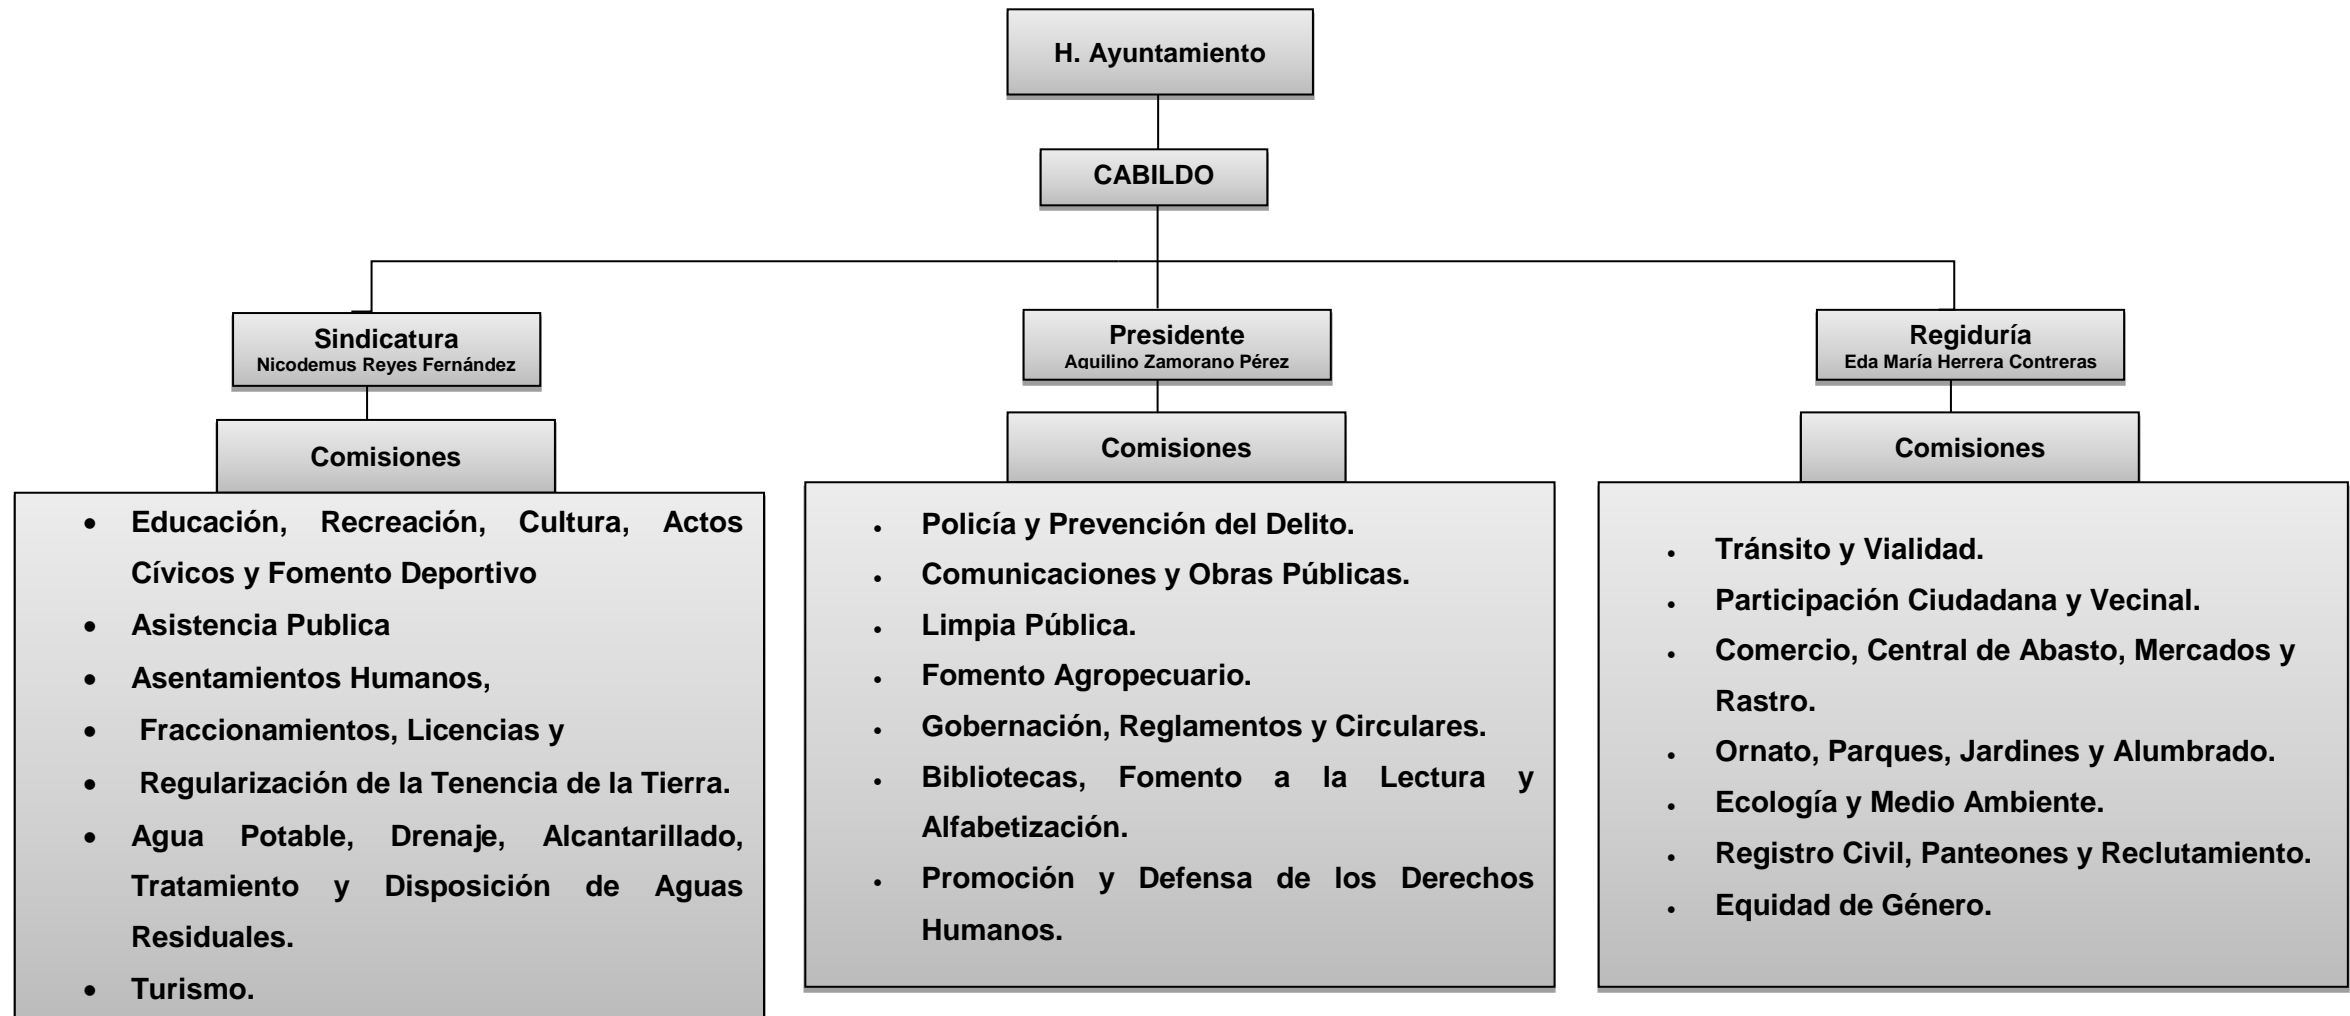 H. Ayuntamiento
CABILDO
Sindicatura
Nicodemus Reyes Fernández
Presidente
Aquilino Zamorano Pérez
Regiduría
Eda María Herrera Contreras
Comisiones
• Educación, Recreación, Cultura, Actos
Cívicos y Fomento Deportivo
• Asistencia Publica
• Asentamientos Humanos,
• Fraccionamientos, Licencias y
• Regularización de la Tenencia de la Tierra.
• Agua Potable, Drenaje, Alcantarillado,
Tratamiento y Disposición de Aguas
Residuales.
• Turismo.
Comisiones
• Policía y Prevención del Delito.
• Comunicaciones y Obras Públicas.
• Limpia Pública.
• Fomento Agropecuario.
• Gobernación, Reglamentos y Circulares.
• Bibliotecas, Fomento a la Lectura y
Alfabetización.
• Promoción y Defensa de los Derechos
Humanos.
Comisiones
• Tránsito y Vialidad.
• Participación Ciudadana y Vecinal.
• Comercio, Central de Abasto, Mercados y
Rastro.
• Ornato, Parques, Jardines y Alumbrado.
• Ecología y Medio Ambiente.
• Registro Civil, Panteones y Reclutamiento.
• Equidad de Género.